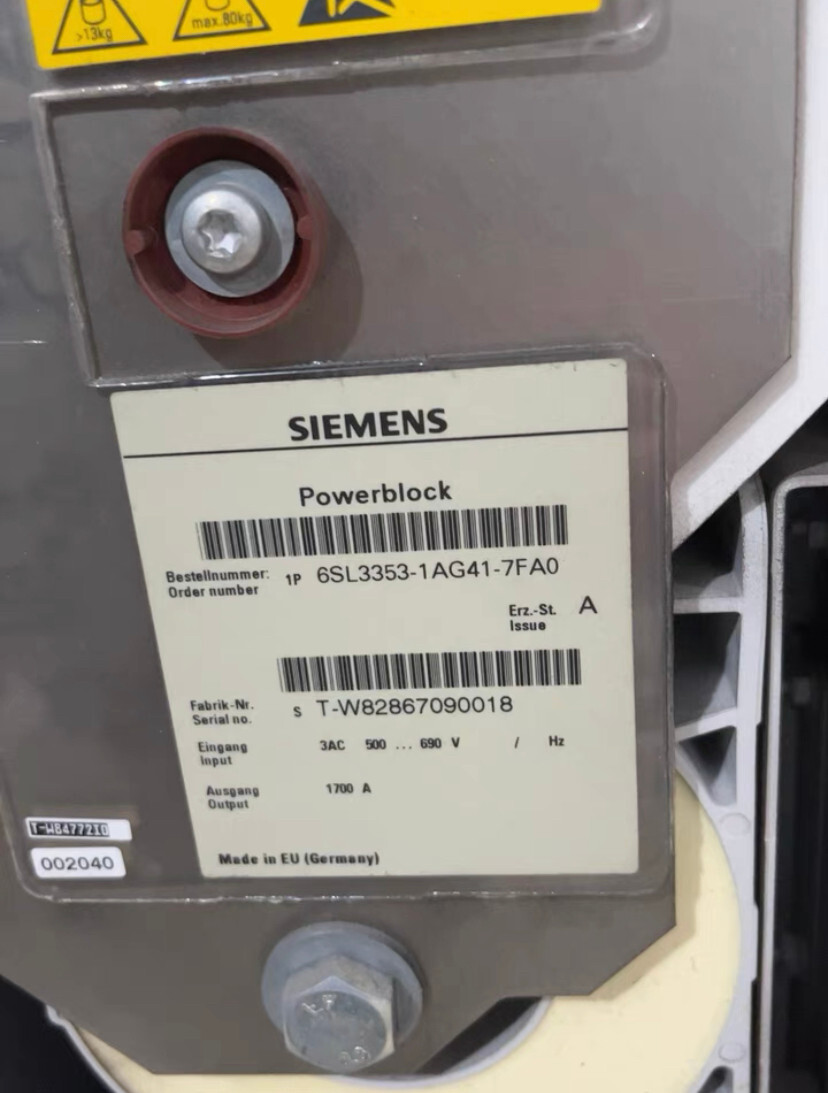 >13kg
max.80kg
SIEMENS
Powerblock
Bestellnummer: 1P 6SL3353-1AG41-7FA0
Order number
Erz.-St. A
Issue
Fabrik-Nr. S T-W82867090018
Serial no.
Eingang 3AC 500 ... 690 V / Hz
Input
Ausgang 1700 A
Output
Made in EU (Germany)
T-W8477210
002040